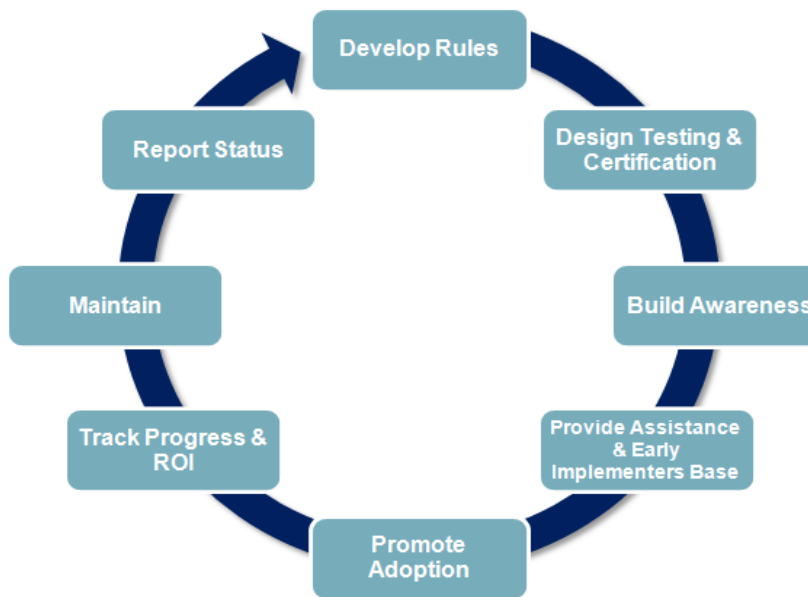 Develop Rules
Design Testing &
Certification
Build Awareness
Provide Assistance
& Early
Implementers Base
Promote
Adoption
Track Progress &
ROI
Maintain
Report Status